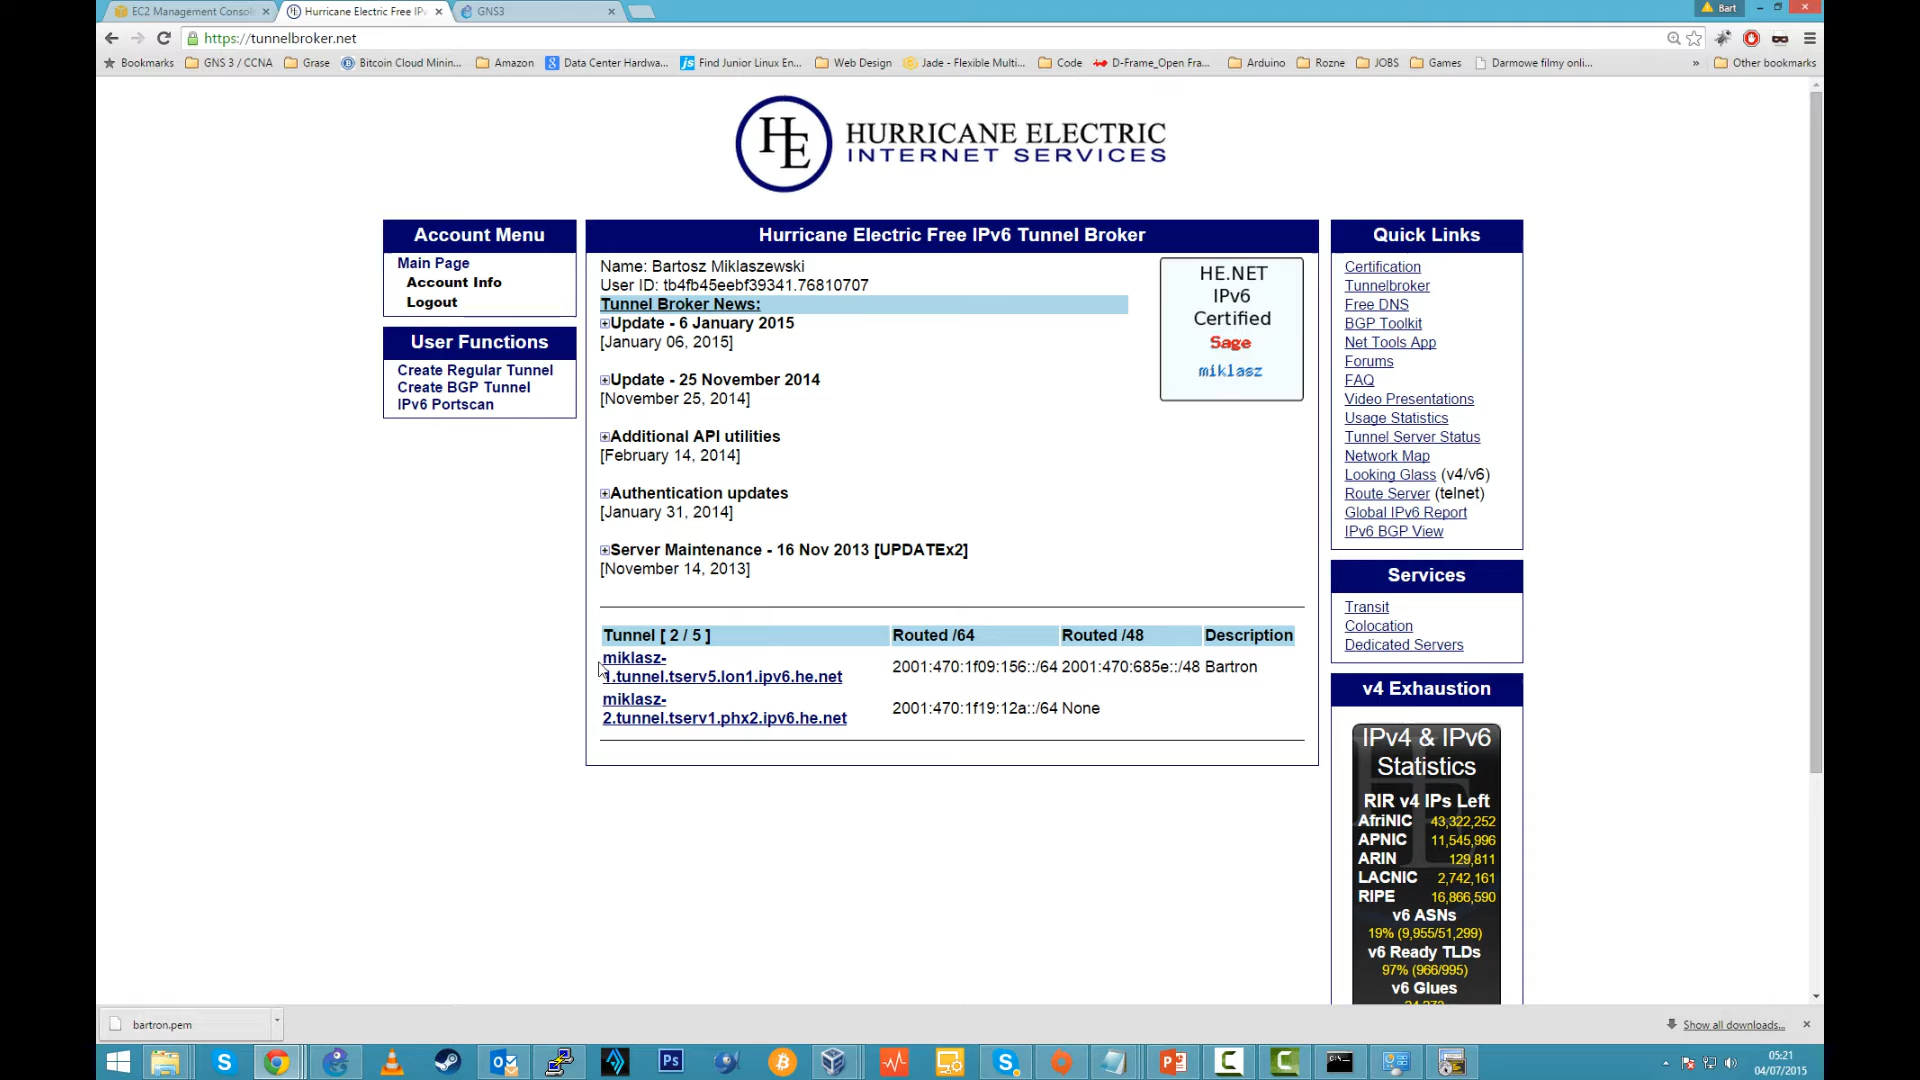 EC2 Management Consol
Hurricane Electric Free IPv
GNS3
Bart
https://tunnelbroker.net
Bookmarks
GNS 3 / CCNA
Grase
Bitcoin Cloud Minin...
Amazon
Data Center Hardwa...
Find Junior Linux En...
Web Design
Jade - Flexible Multi...
Code
D-Frame_Open Fra...
Arduino
Rozne
JOBS
Games
Darmowe filmy onli...
»
Other bookmarks
HE
HURRICANE ELECTRIC
INTERNET SERVICES
Account Menu
Main Page
Account Info
Logout
User Functions
Create Regular Tunnel
Create BGP Tunnel
IPv6 Portscan
Hurricane Electric Free IPv6 Tunnel Broker
Name: Bartosz Miklaszewski
User ID: tb4fb45eebf39341.76810707
Tunnel Broker News:
Update - 6 January 2015
[January 06, 2015]
Update - 25 November 2014
[November 25, 2014]
Additional API utilities
[February 14, 2014]
Authentication updates
[January 31, 2014]
Server Maintenance - 16 Nov 2013 [UPDATEx2]
[November 14, 2013]
HE.NET
IPv6
Certified
Sage
miklasz
Tunnel [ 2 / 5 ] Routed /64 Routed /48 Description
miklasz-
1.tunnel.tserv5.lon1.ipv6.he.net 2001:470:1f09:156::/64 2001:470:685e::/48 Bartron
miklasz-
2.tunnel.tserv1.phx2.ipv6.he.net 2001:470:1f19:12a::/64 None
Quick Links
Certification
Tunnelbroker
Free DNS
BGP Toolkit
Net Tools App
Forums
FAQ
Video Presentations
Usage Statistics
Tunnel Server Status
Network Map
Looking Glass (v4/v6)
Route Server (telnet)
Global IPv6 Report
IPv6 BGP View
Services
Transit
Colocation
Dedicated Servers
v4 Exhaustion
IPv4 & IPv6
Statistics
RIR v4 IPs Left
AfriNIC 43,322,252
APNIC 11,545,996
ARIN 129,811
LACNIC 2,742,161
RIPE 16,866,590
v6 ASNs
19% (9,955/51,299)
v6 Ready TLDs
97% (966/995)
v6 Glues
bartron.pem
Show all downloads...
05:21
04/07/2015